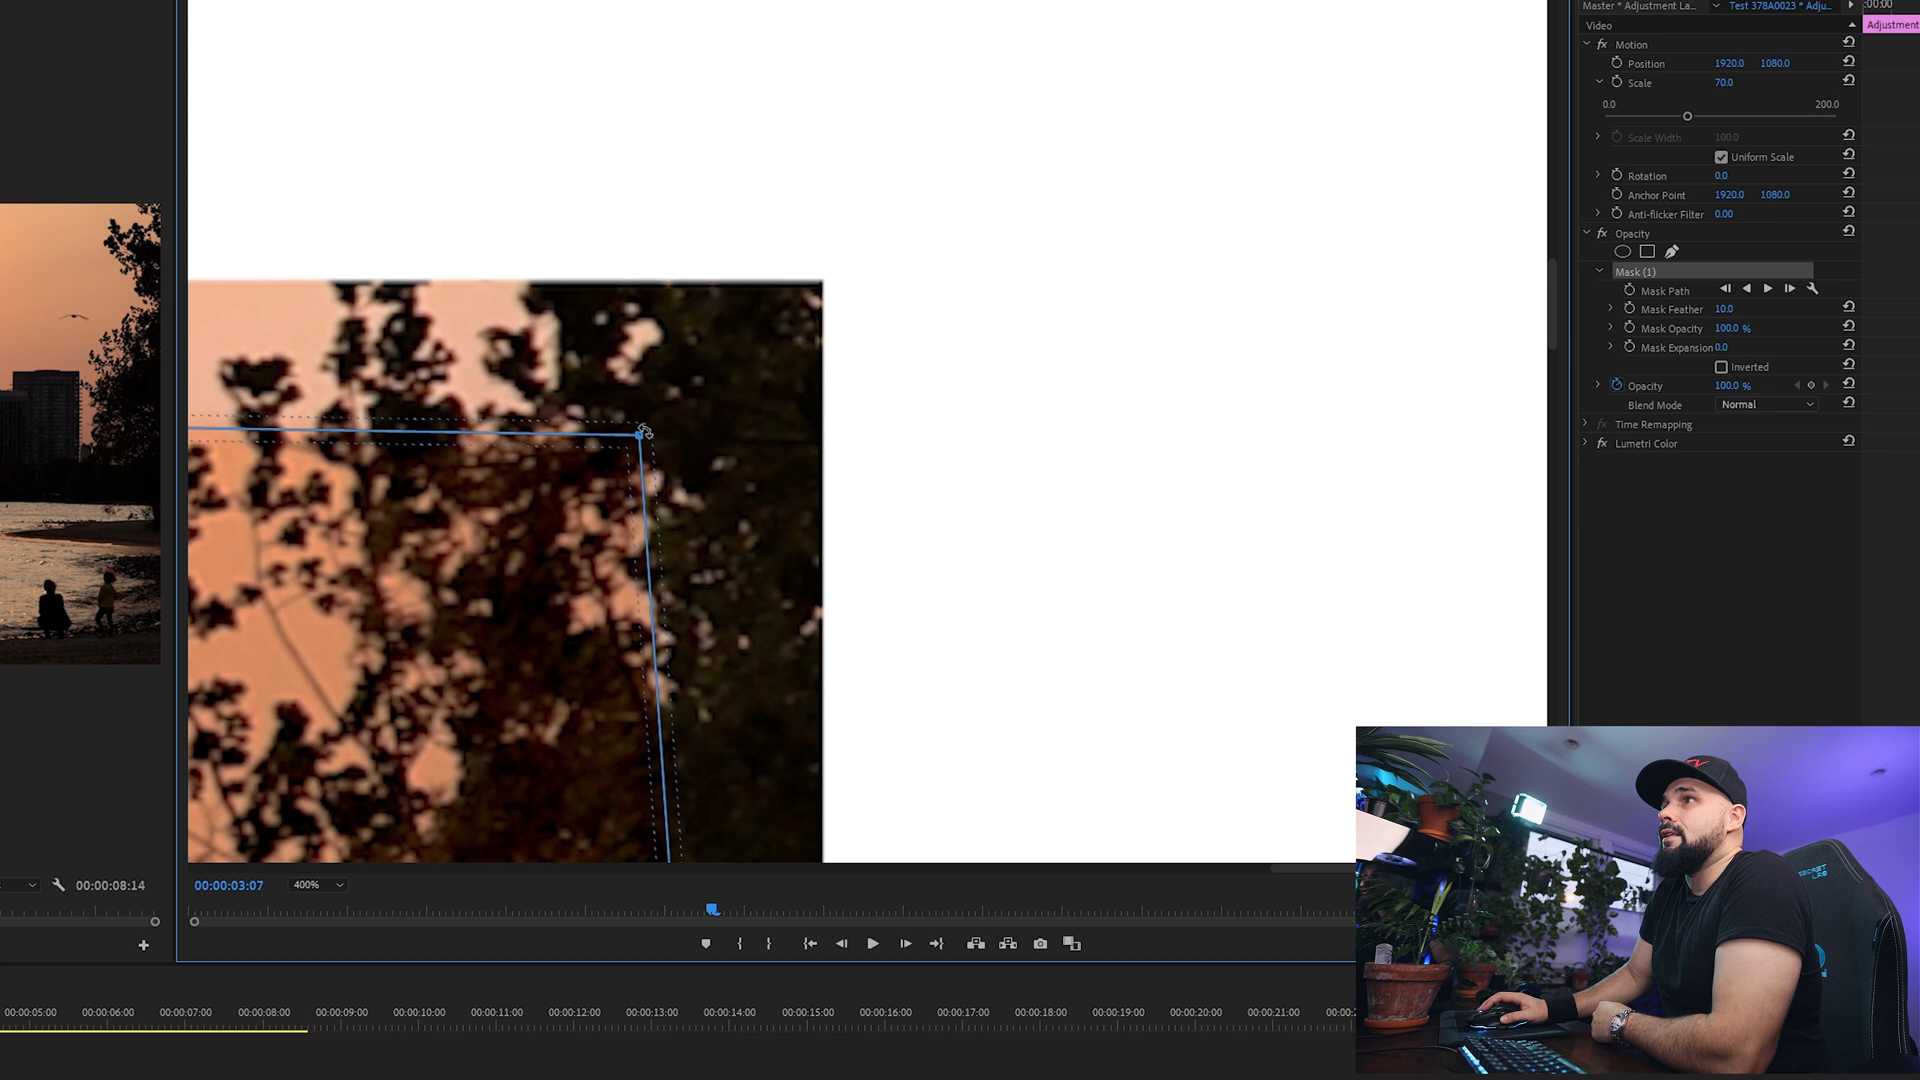 Master * Adjustment La...
Test 378A0023 * Adju...
:00:00
Video
Adjustment
Motion
Position 1920.0 1080.0
Scale 70.0
0.0 200.0
Scale Width 100.0
Uniform Scale
Rotation 0.0
Anchor Point 1920.0 1080.0
Anti-flicker Filter 0.00
fx Opacity
Mask (1)
Mask Path
Mask Feather 10.0
Mask Opacity 100.0 %
Mask Expansion 0.0
Inverted
Opacity 100.0 %
Blend Mode Normal
fx Time Remapping
fx Lumetri Color
00:00:08:14
00:00:03:07
400%
00:00:05:00 00:00:06:00 00:00:07:00 00:00:08:00 00:00:09:00 00:00:10:00 00:00:11:00 00:00:12:00 00:00:13:00 00:00:14:00 00:00:15:00 00:00:16:00 00:00:17:00 00:00:18:00 00:00:19:00 00:00:20:00 00:00:21:00
SECRET
LAB